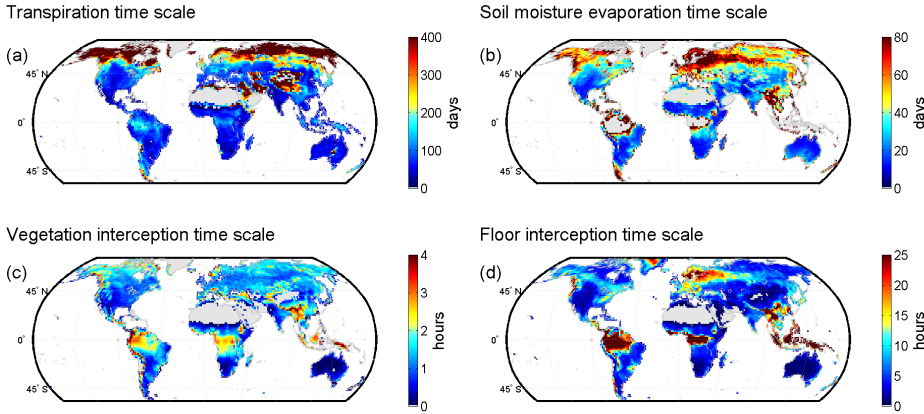 Transpiration time scale
Soil moisture evaporation time scale
(a)
45° N
0°
45° S
400
300
200
100
0
days
(b)
45° N
0°
45° S
80
60
40
20
0
days
Vegetation interception time scale
Floor interception time scale
(c)
45° N
0°
45° S
4
3
2
1
0
hours
(d)
45° N
0°
45° S
25
20
15
10
5
0
hours